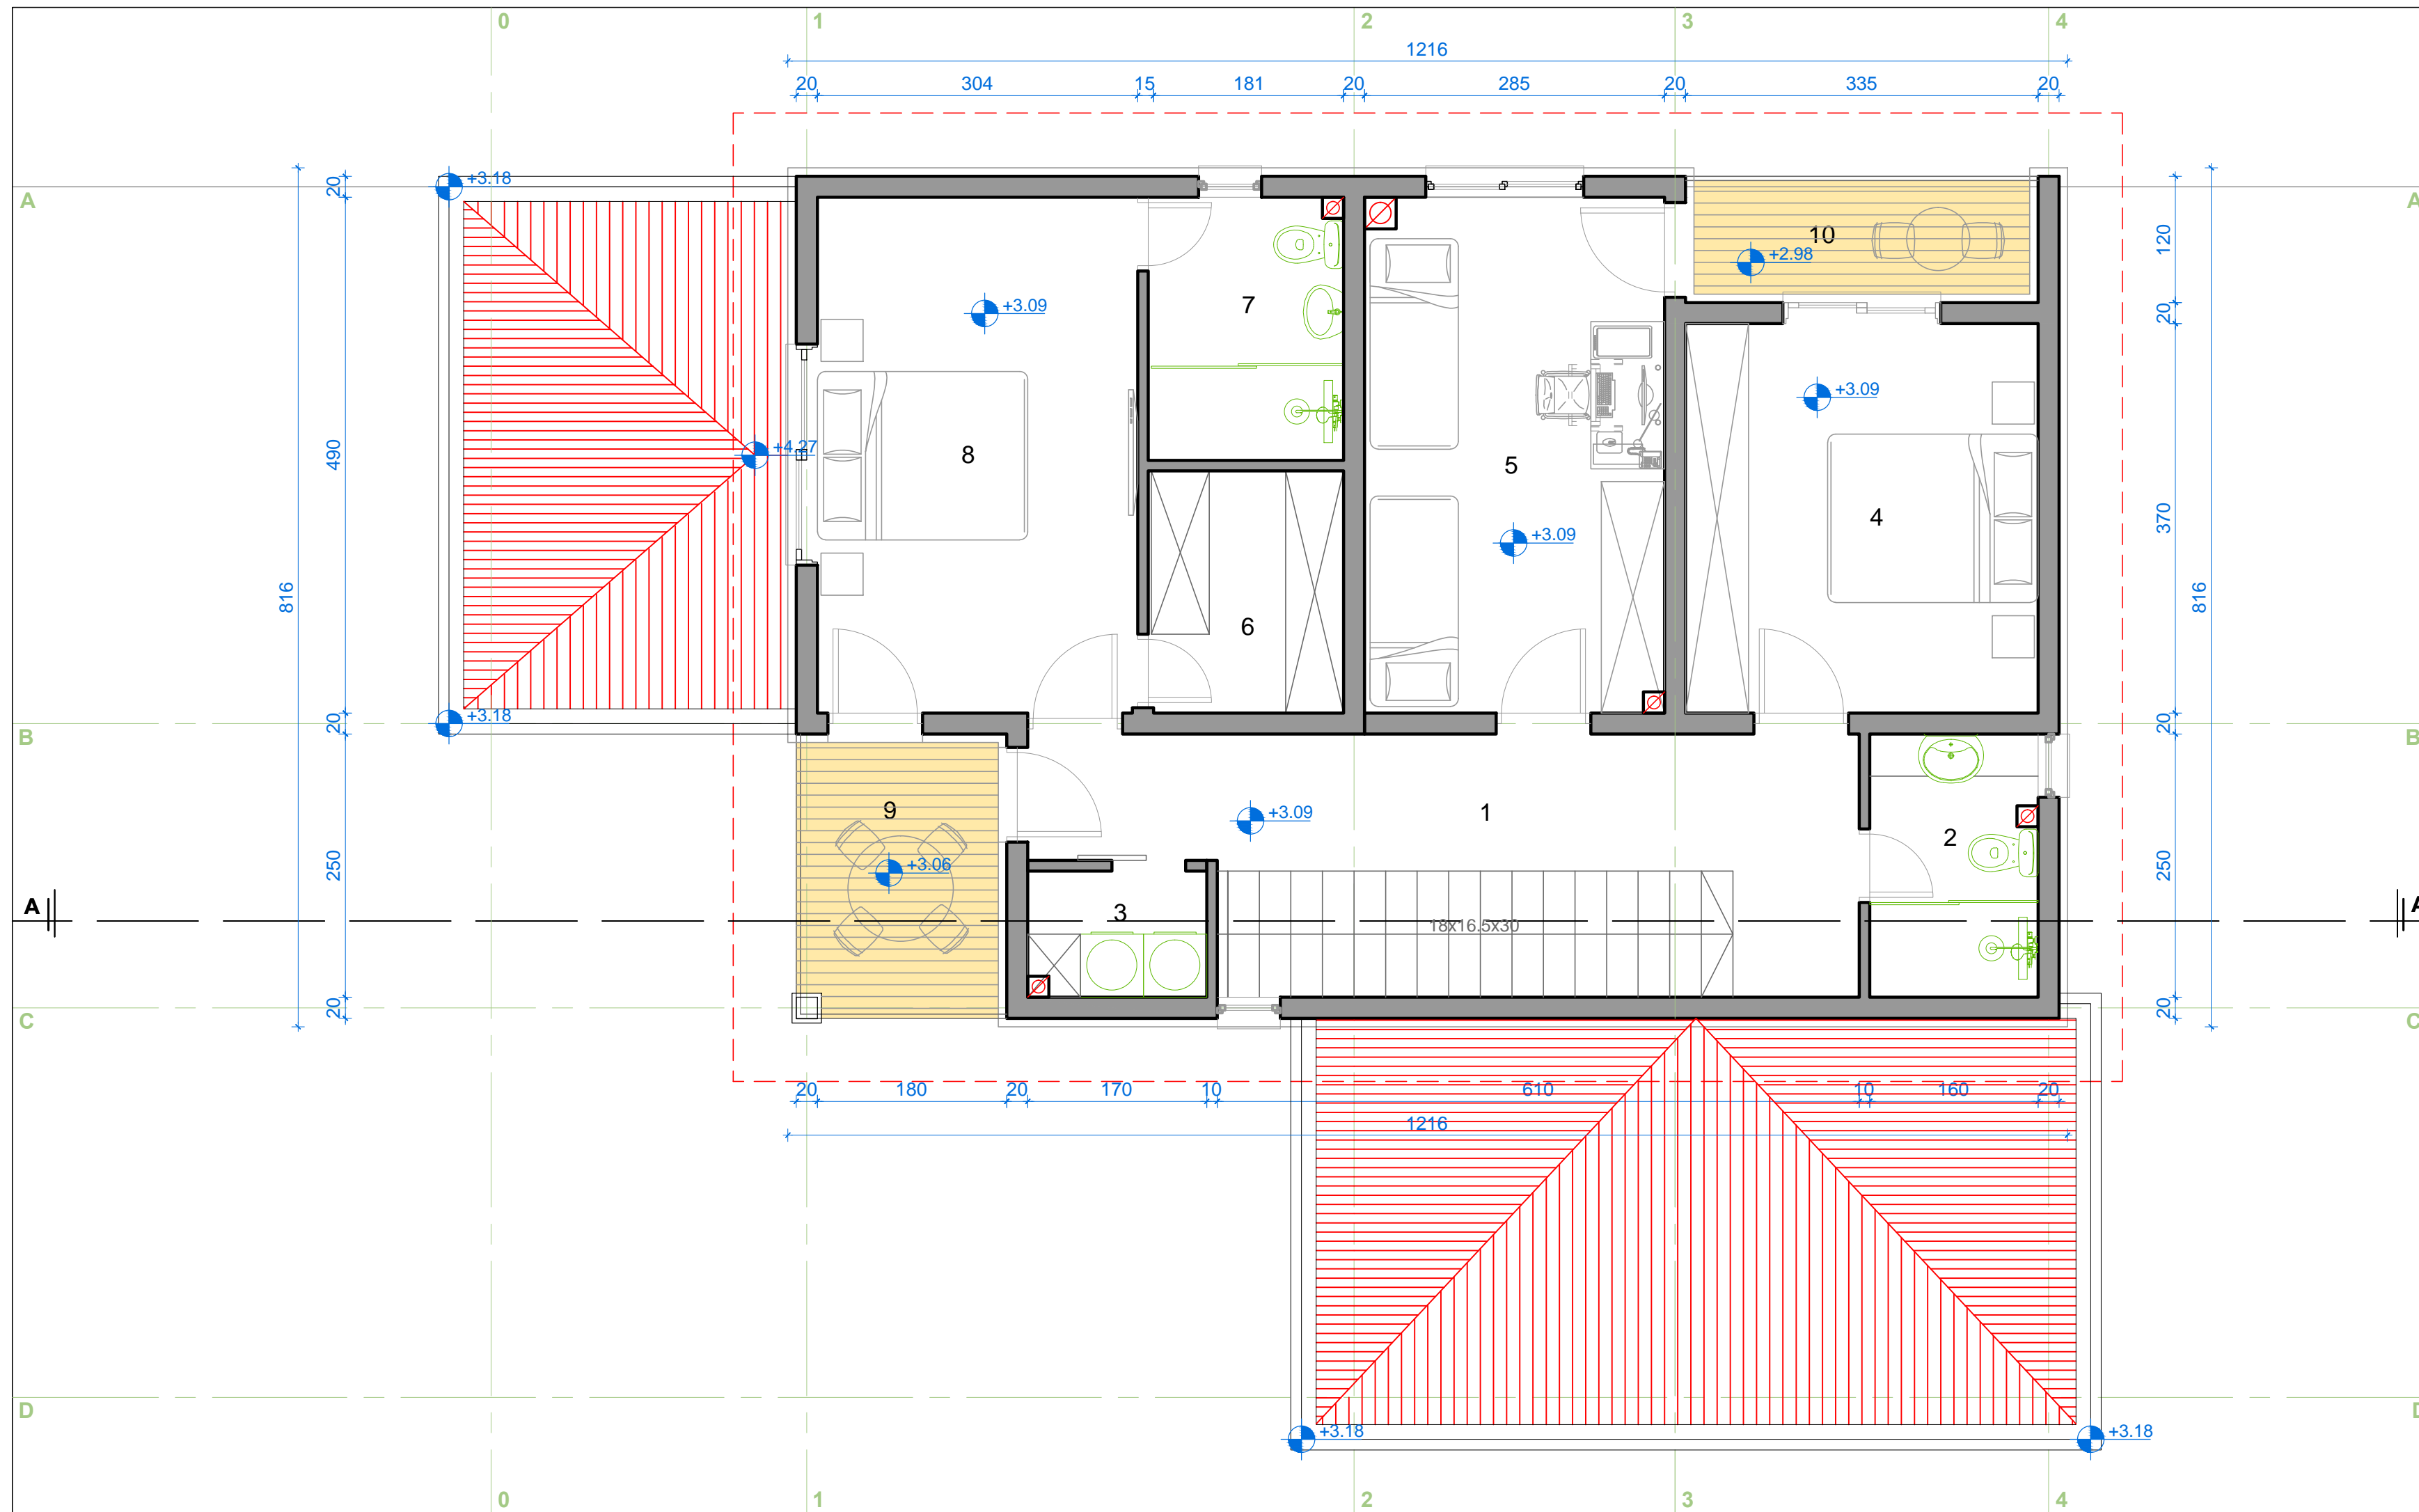 0 1 2 3 4
1216
20 304 15 181 20 285 20 335 20
+3.18 20
A A
120
10
+2.98
7
+3.09
20
+3.09
490 +4.27 8 5 4 370
+3.09
816 816
6
20 +3.18 20
B B
9 +3.09 1 2
250 +3.06 250
A 3 A
18x16.5x30
20 20
C C
20 180 20 170 10 610 10 160 20
1216
D D
+3.18 +3.18
0 1 2 3 4